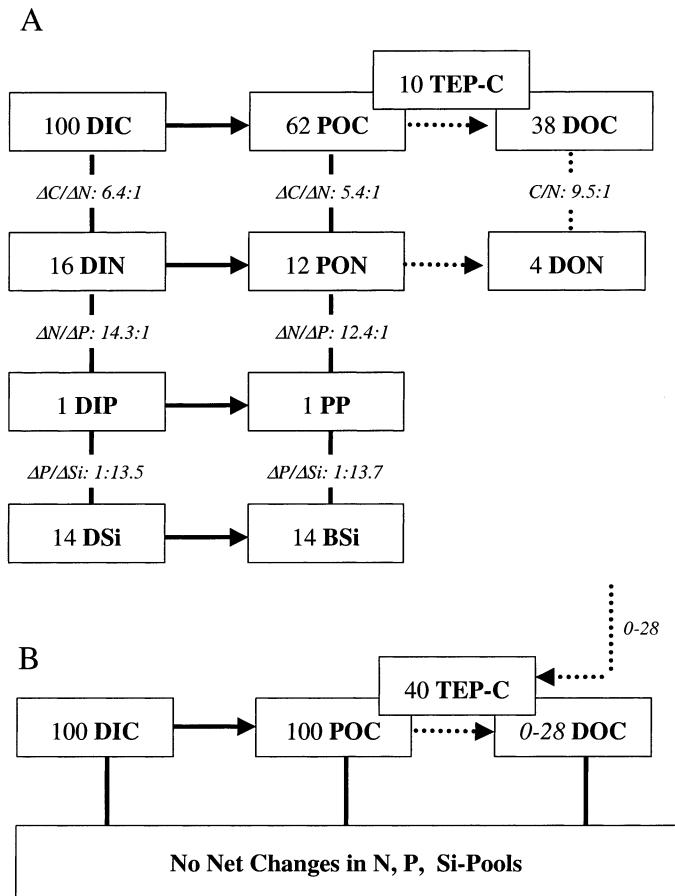 A
10 TEP-C
100 DIC
62 POC
38 DOC
ΔC/ΔN: 6.4:1
ΔC/ΔN: 5.4:1
C/N: 9.5:1
16 DIN
12 PON
4 DON
ΔN/ΔP: 14.3:1
ΔN/ΔP: 12.4:1
1 DIP
1 PP
ΔP/ΔSi: 1:13.5
ΔP/ΔSi: 1:13.7
14 DSi
14 BSi
0-28
B
40 TEP-C
100 DIC
100 POC
0-28 DOC
No Net Changes in N, P, Si-Pools